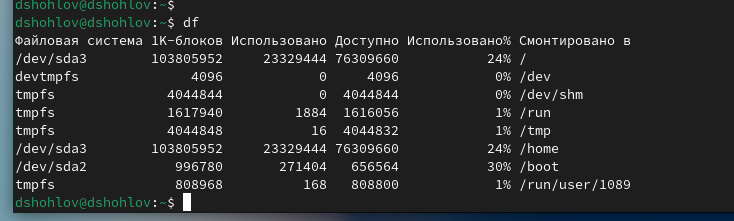 dshohlov@dshohlov:~$
dshohlov@dshohlov:~$ df
Файловая система 1K-блоков Использовано Доступно Использовано% Смонтировано в
/dev/sda3 103805952 23329444 76309660 24% /
devtmpfs 4096 0 4096 0% /dev
tmpfs 4044844 0 4044844 0% /dev/shm
tmpfs 1617940 1884 1616056 1% /run
tmpfs 4044848 16 4044832 1% /tmp
/dev/sda3 103805952 23329444 76309660 24% /home
/dev/sda2 996780 271404 656564 30% /boot
tmpfs 808968 168 808800 1% /run/user/1089
dshohlov@dshohlov:~$